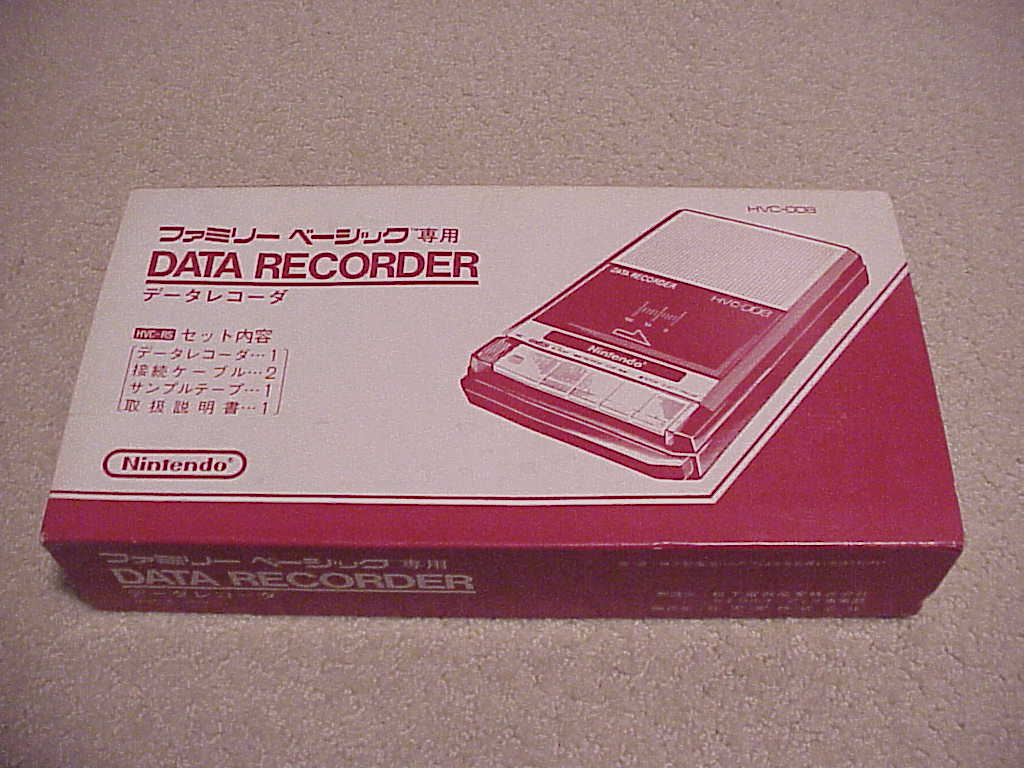 HVC-008
ファミリー ベーシック™専用
DATA RECORDER
データレコーダ
HVC-RS セット内容
データレコーダ…1
接続ケーブル…2
サンプルテープ…1
取扱説明書…1
Nintendo®
DATA RECORDER
HVC-008
Nintendo®
ファミリー ベーシック 専用
DATA RECORDER
データレコーダ